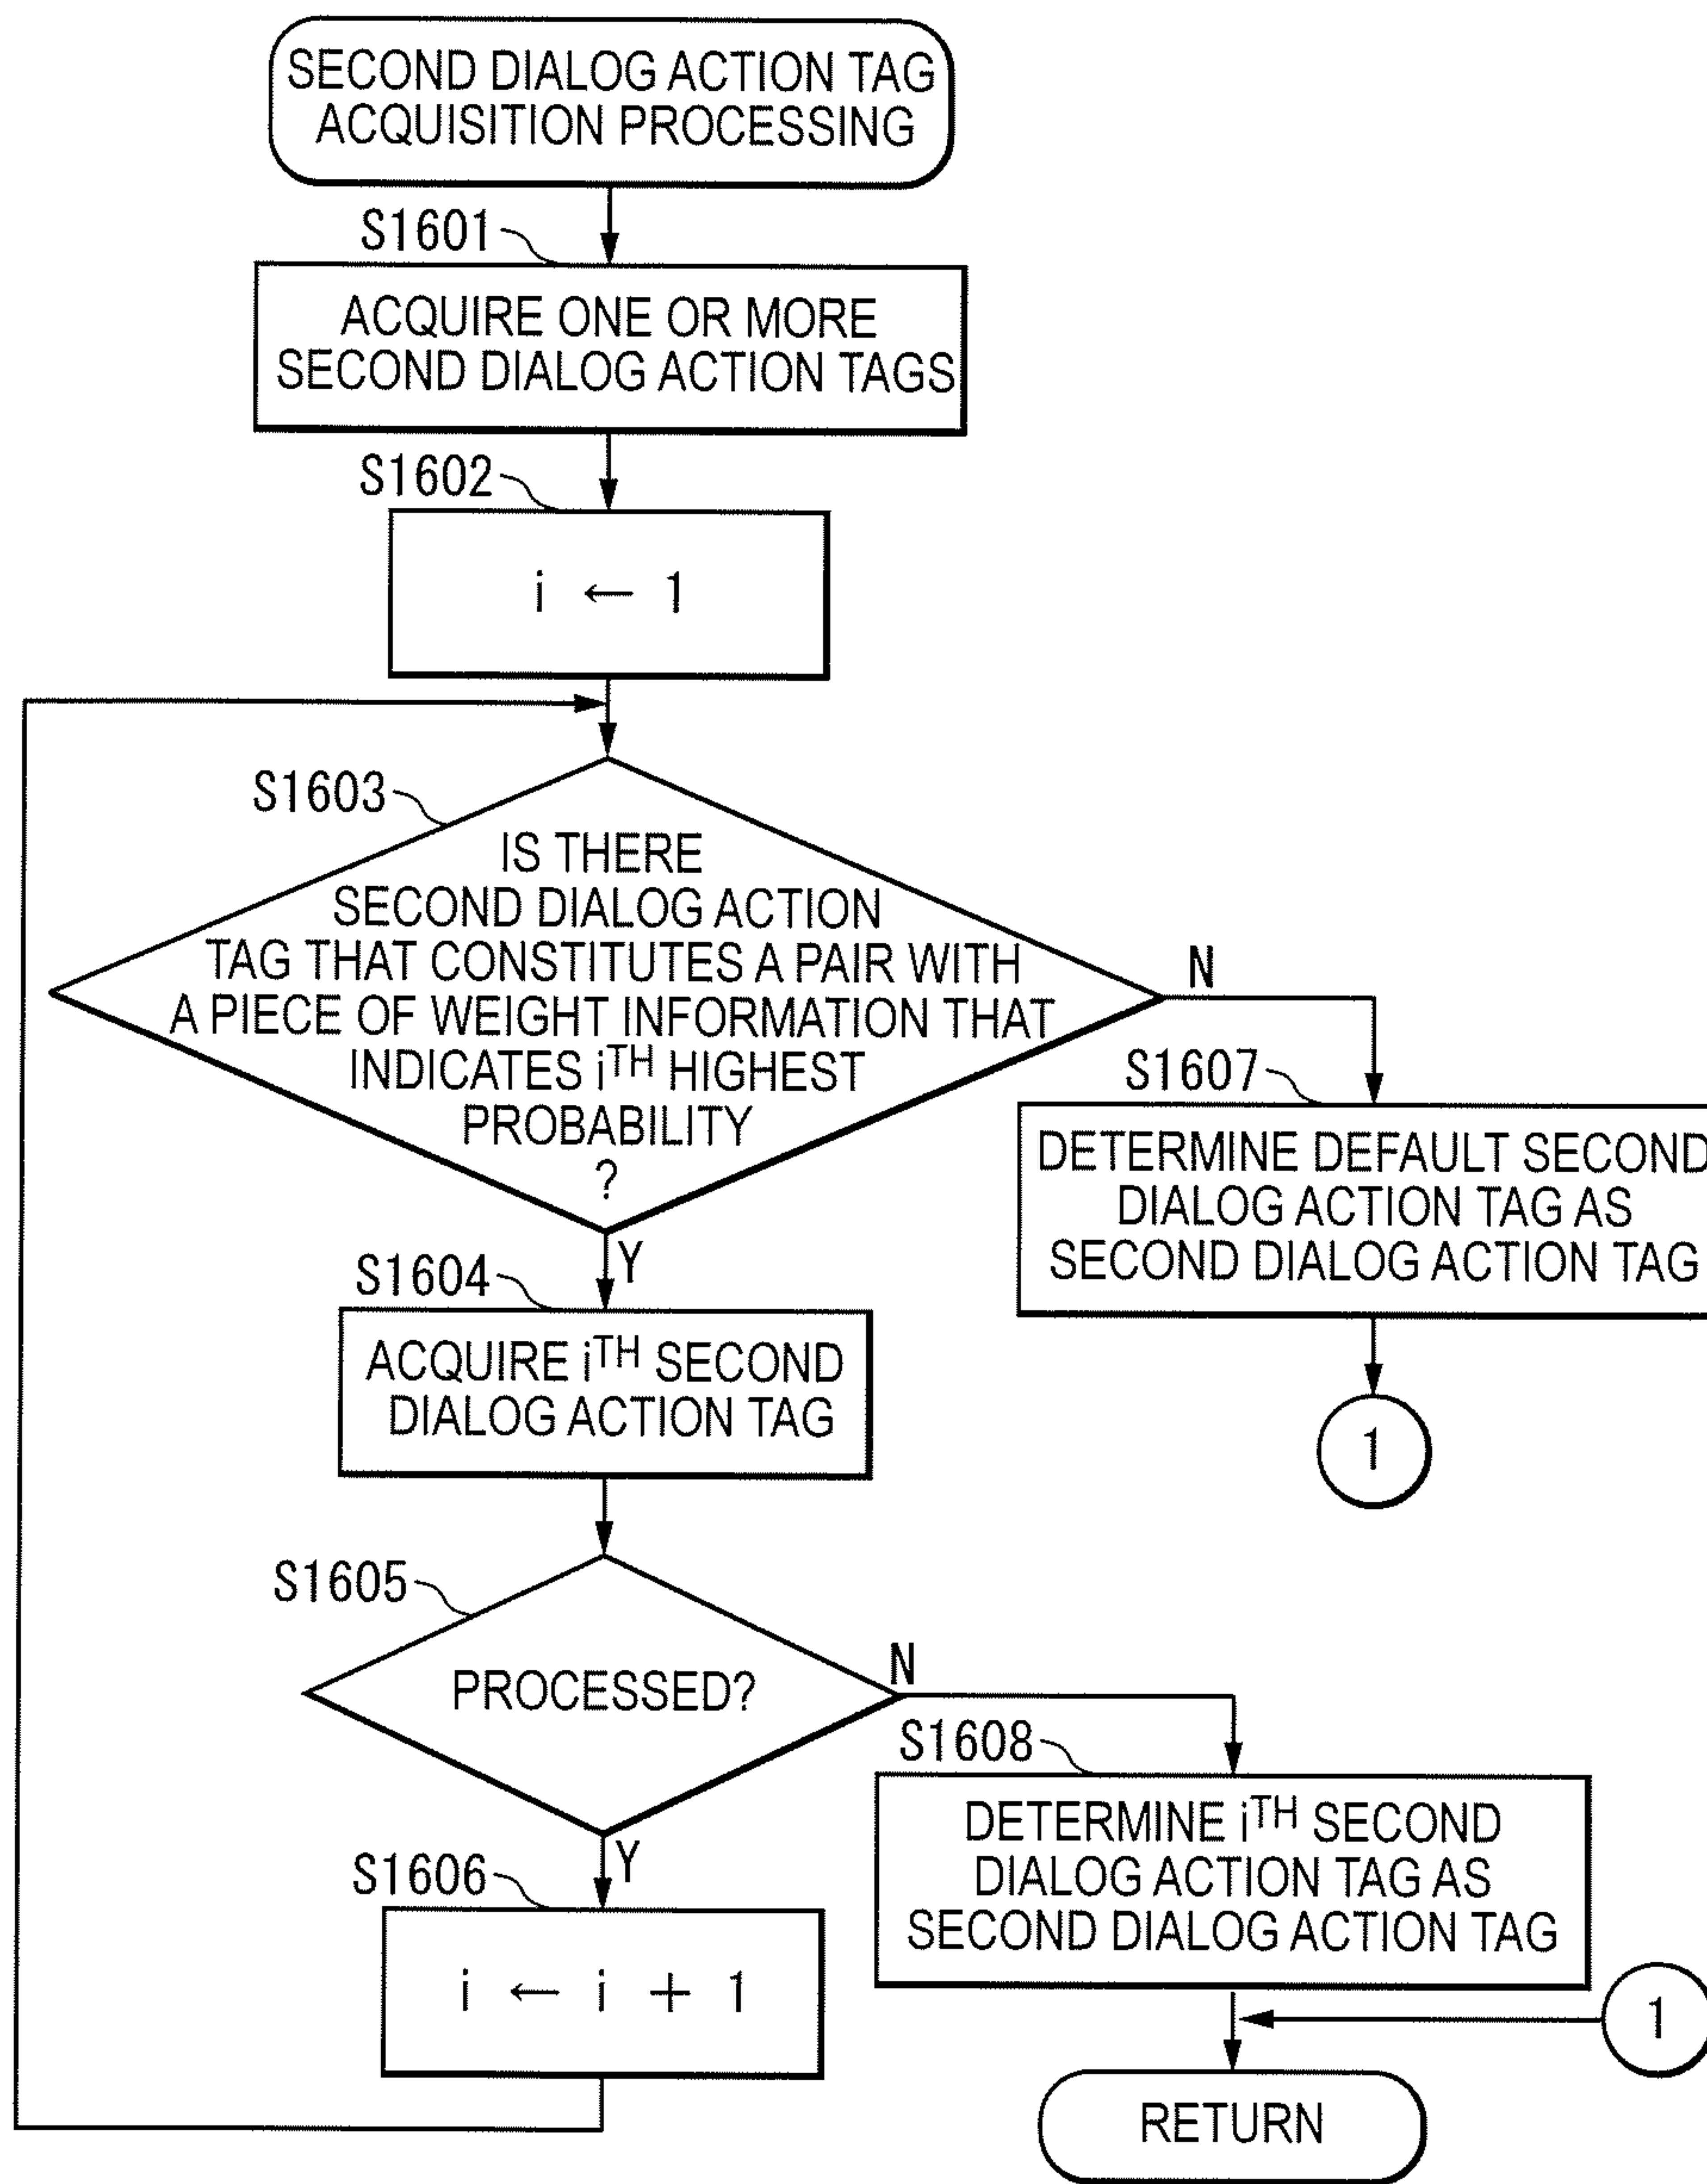 SECOND DIALOG ACTION TAG
ACQUISITION PROCESSING
S1601
ACQUIRE ONE OR MORE
SECOND DIALOG ACTION TAGS
S1602
i ← 1
S1603
IS THERE
SECOND DIALOG ACTION
TAG THAT CONSTITUTES A PAIR WITH
A PIECE OF WEIGHT INFORMATION THAT
INDICATES iTH HIGHEST
PROBABILITY
?
N
Y
S1607
DETERMINE DEFAULT SECOND
DIALOG ACTION TAG AS
SECOND DIALOG ACTION TAG
1
S1604
ACQUIRE iTH SECOND
DIALOG ACTION TAG
S1605
PROCESSED?
N
Y
S1608
DETERMINE iTH SECOND
DIALOG ACTION TAG AS
SECOND DIALOG ACTION TAG
S1606
i ← i + 1
1
RETURN